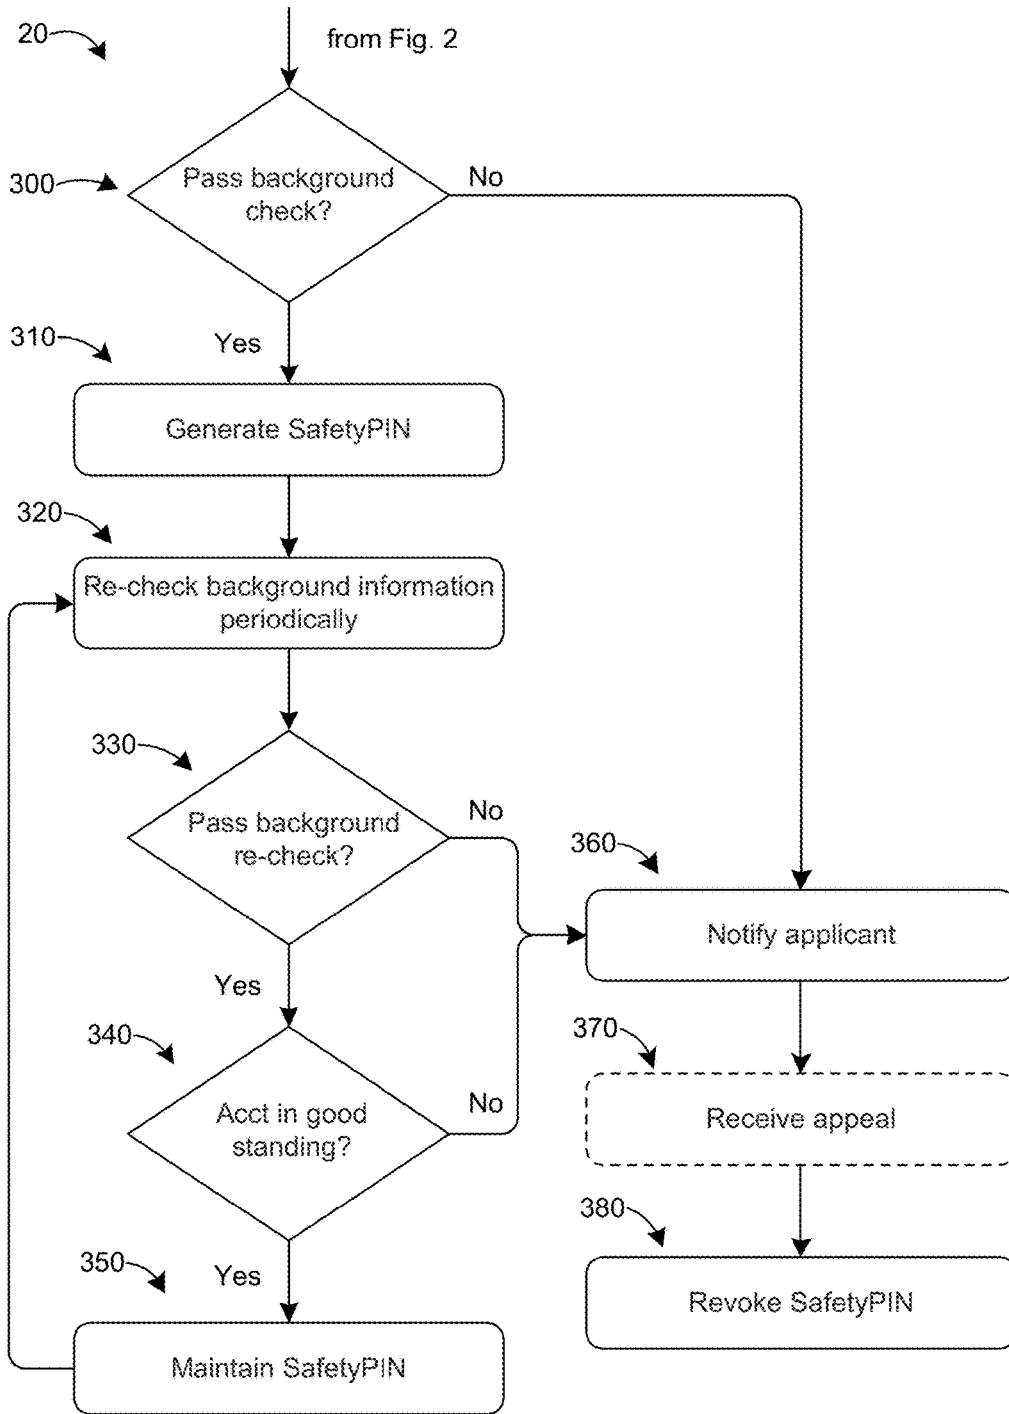 20
from Fig. 2
300
Pass background
check?
No
310
Yes
Generate SafetyPIN
320
Re-check background information
periodically
330
Pass background
re-check?
No
360
Notify applicant
Yes
340
370
Acct in good
standing?
No
Receive appeal
380
350
Yes
Revoke SafetyPIN
Maintain SafetyPIN